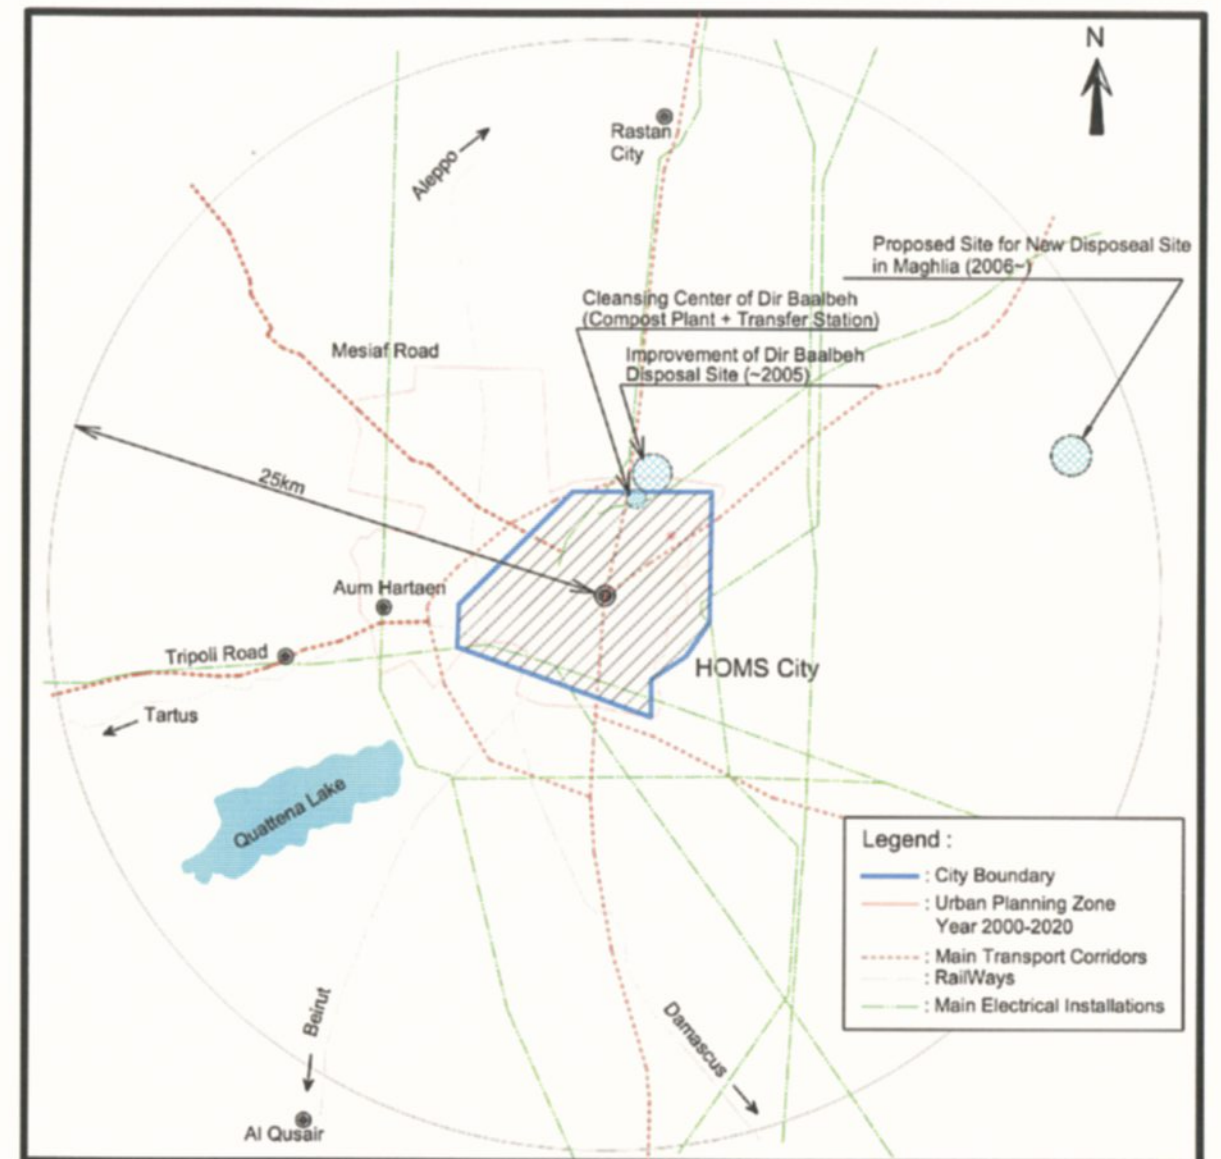 N
Rastan
City
Aleppo
Proposed Site for New Disposeal Site
in Maghlia (2006~)
Cleansing Center of Dir Baalbeh
(Compost Plant + Transfer Station)
Mesiaf Road
Improvement of Dir Baalbeh
Disposal Site (~2005)
25km
Aum Hartaen
Tripoli Road
HOMS City
Tartus
Quattena Lake
Legend :
: City Boundary
: Urban Planning Zone
Year 2000-2020
: Main Transport Corridors
: RailWays
: Main Electrical Installations
Beirut
Damascus
Al Qusair